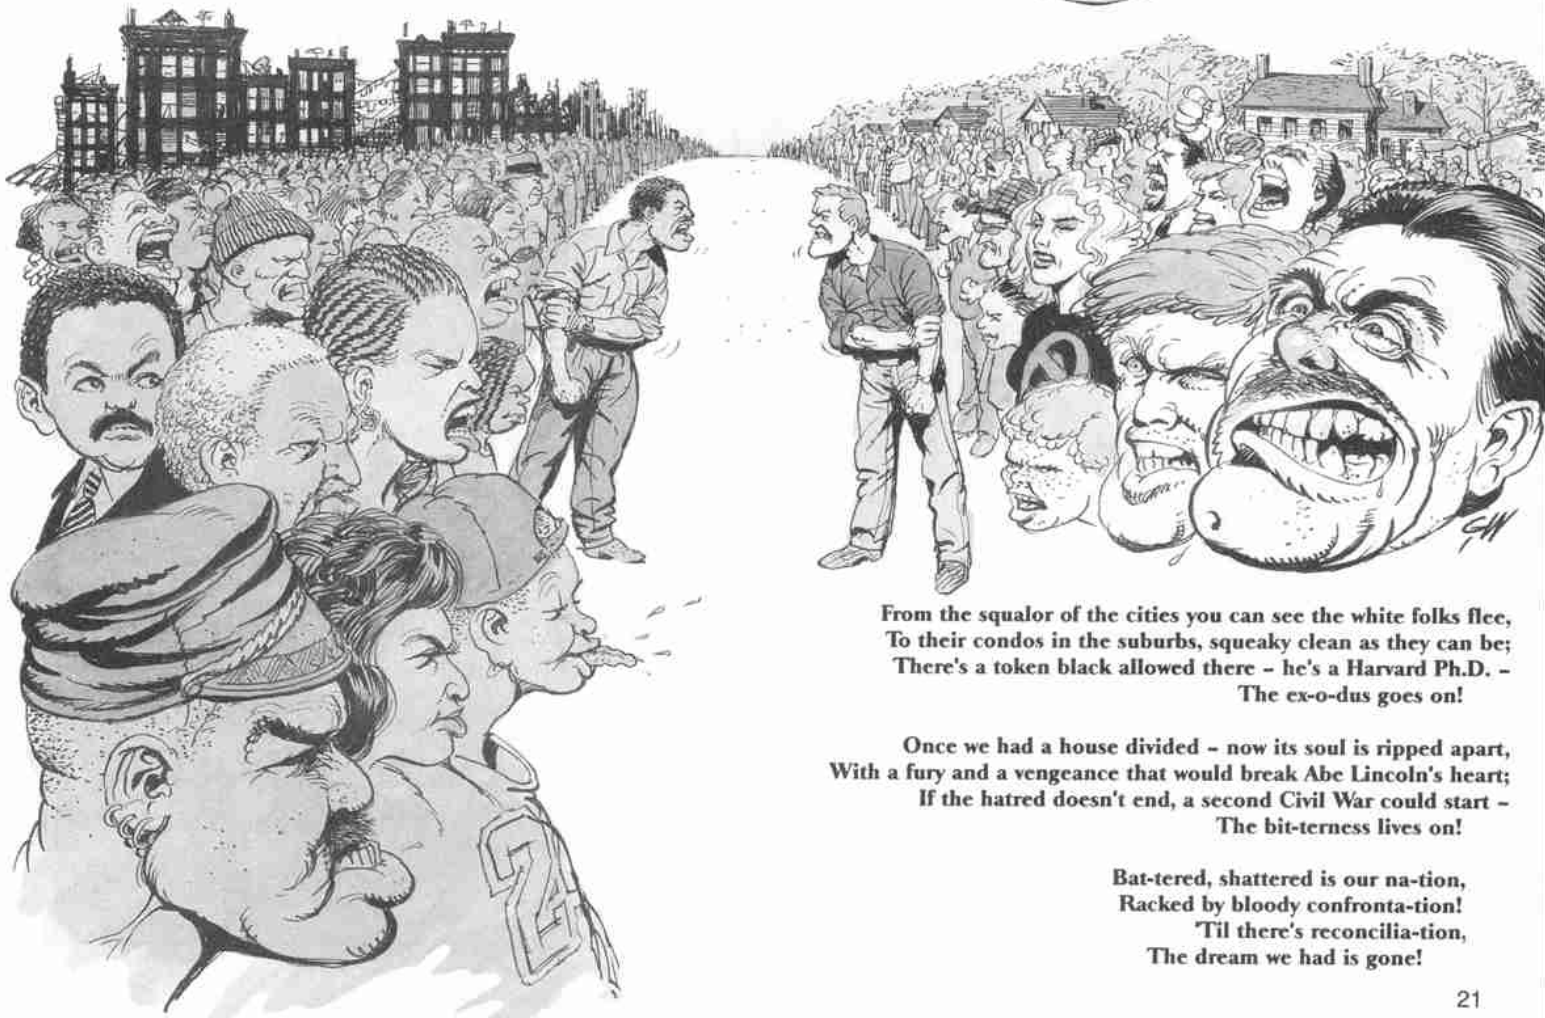 From the squalor of the cities you can see the white folks flee,
To their condos in the suburbs, squeaky clean as they can be;
There's a token black allowed there – he's a Harvard Ph.D. –
The ex-o-dus goes on!
Once we had a house divided – now its soul is ripped apart,
With a fury and a vengeance that would break Abe Lincoln's heart;
If the hatred doesn't end, a second Civil War could start –
The bit-terness lives on!
Bat-tered, shattered is our na-tion,
Racked by bloody confronta-tion!
'Til there's reconcilia-tion,
The dream we had is gone!
21